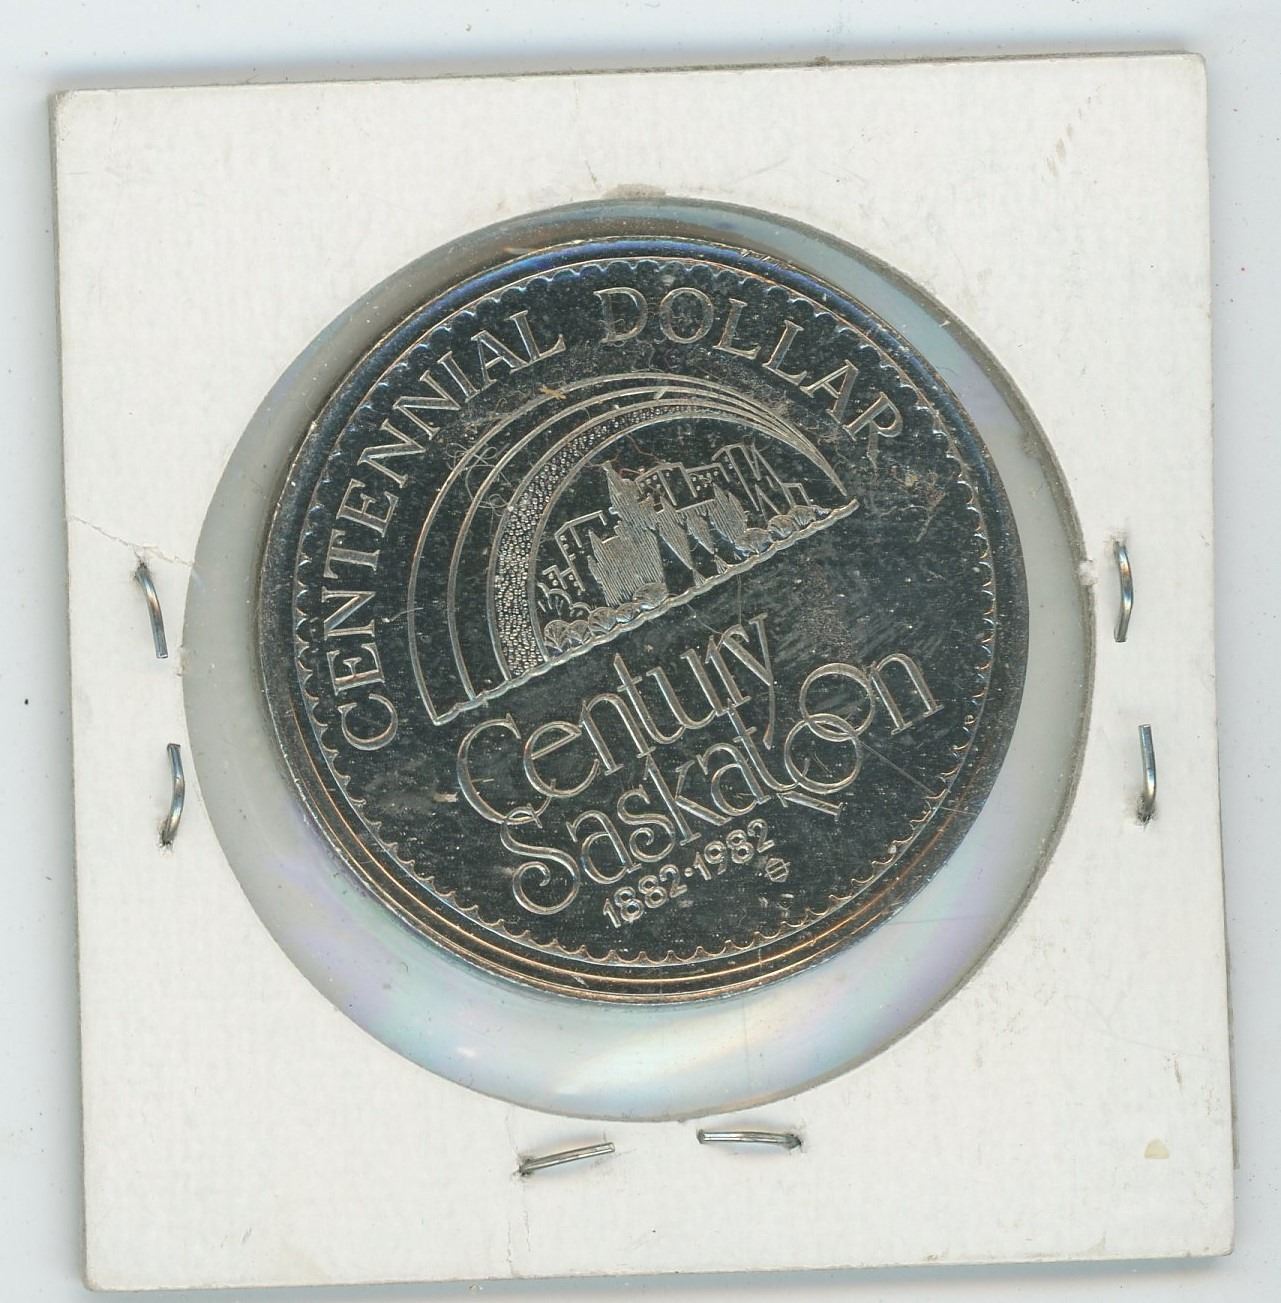 CENTENNIAL DOLLAR
Century
Saskatoon
1882·1982